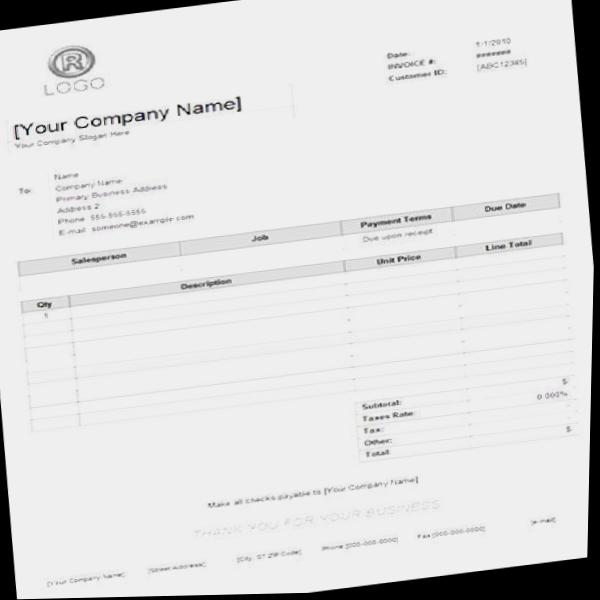 R
LOGO
Date: 1/1/2010
INVOICE #: #######
Customer ID: [ABC12345]
[Your Company Name]
Your Company Slogan Here
To: Name
Company Name
Primary Business Address
Address 2
Phone 555-555-5555
E-mail someone@example.com
Salesperson Job Payment Terms Due Date
Due upon receipt
Qty Description Unit Price Line Total
1
Subtotal: $
Taxes Rate: 0.000%
Tax: -
Other:
Total: $
Make all checks payable to [Your Company Name]
THANK YOU FOR YOUR BUSINESS
[Your Company Name] [Street Address] [City, ST ZIP Code] Phone [000-000-0000] Fax [000-000-0000] [e-mail]